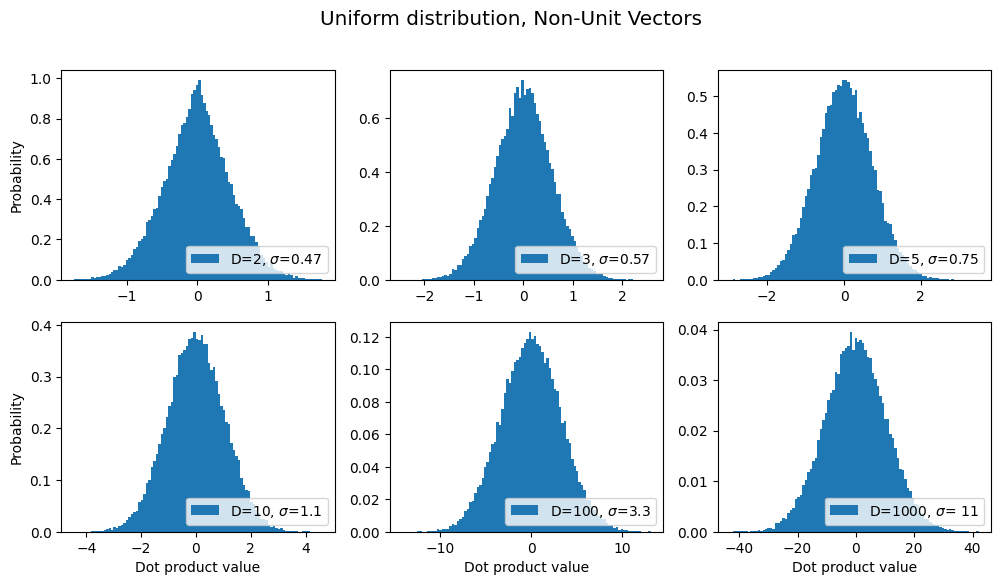 Uniform distribution, Non-Unit Vectors
Probability
1.0
0.8
0.6
0.4
0.2
0.0
−1 0 1
D=2, σ=0.47
0.6
0.4
0.2
0.0
−2 −1 0 1 2
D=3, σ=0.57
0.5
0.4
0.3
0.2
0.1
0.0
−2 0 2
D=5, σ=0.75
Probability
0.4
0.3
0.2
0.1
0.0
−4 −2 0 2 4
Dot product value
D=10, σ=1.1
0.12
0.10
0.08
0.06
0.04
0.02
0.00
−10 0 10
Dot product value
D=100, σ=3.3
0.04
0.03
0.02
0.01
0.00
−40 −20 0 20 40
Dot product value
D=1000, σ= 11